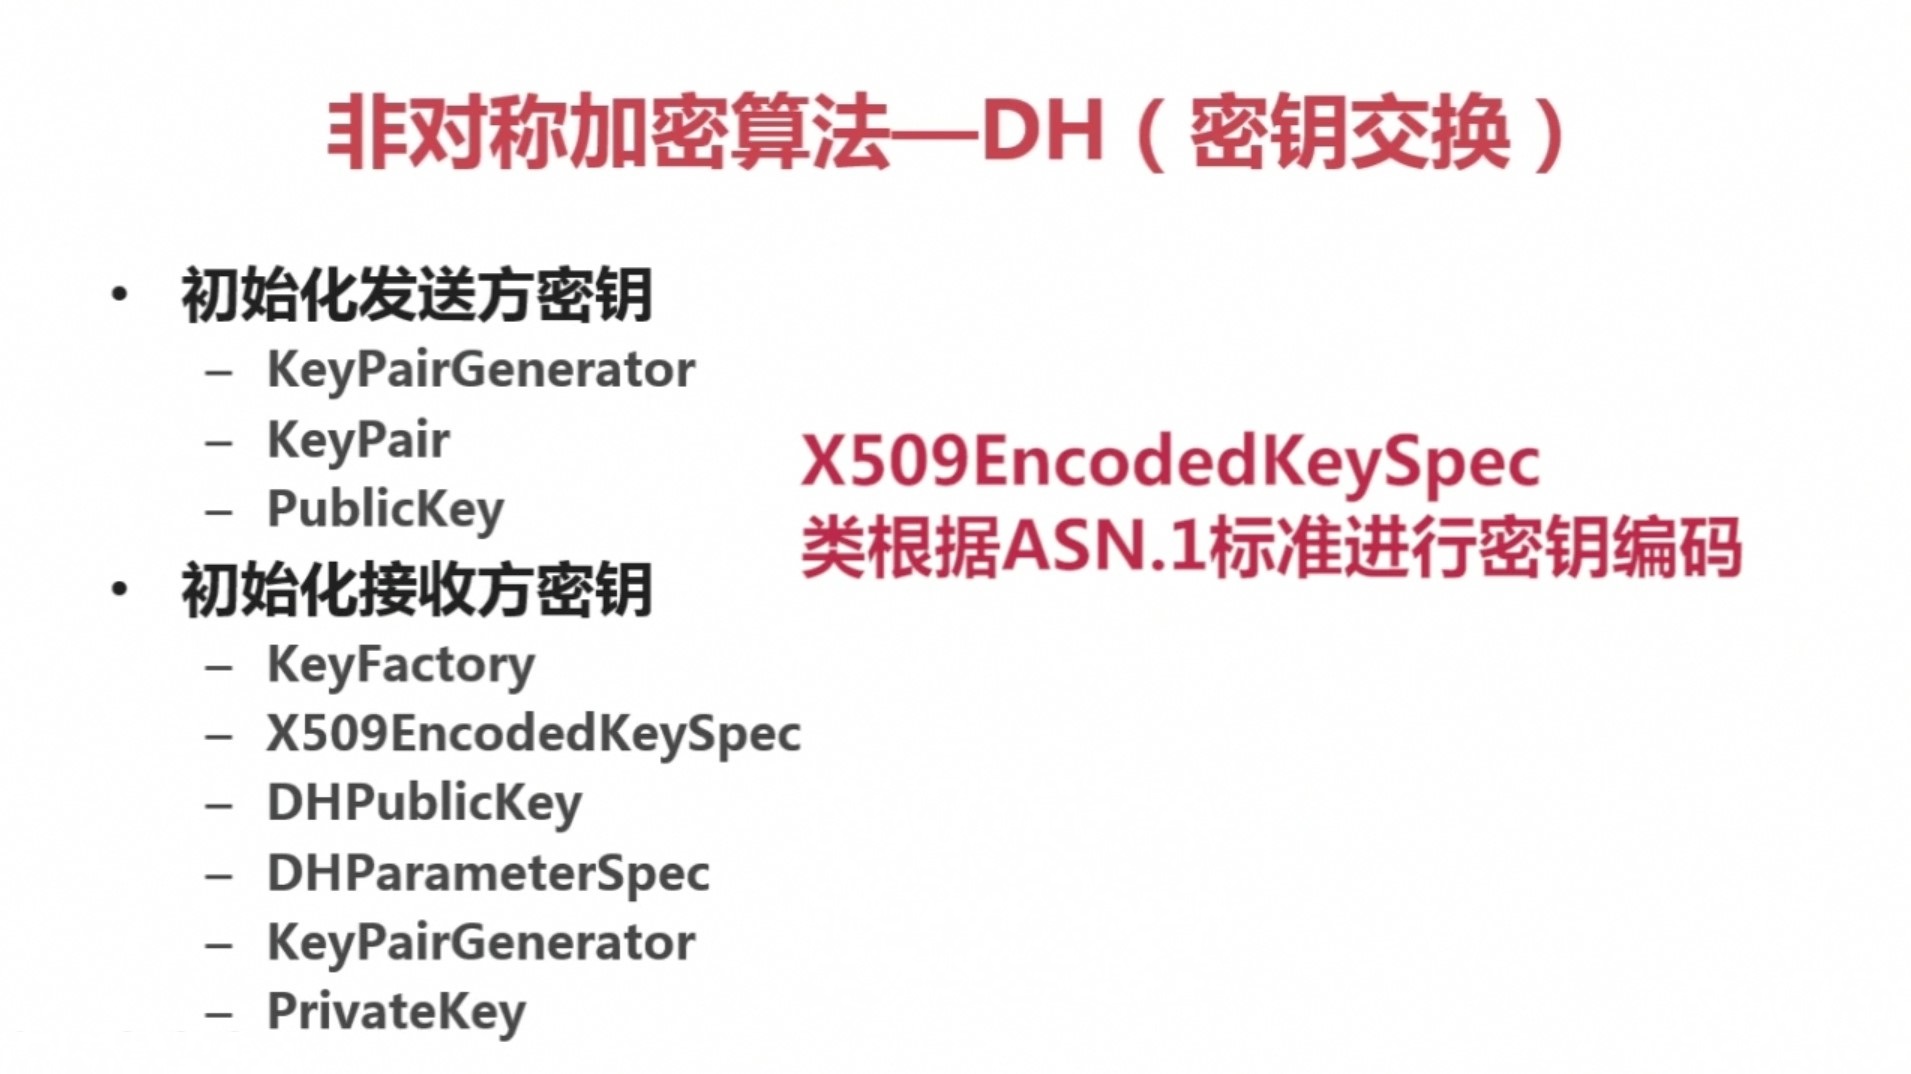 非对称加密算法—DH（密钥交换）
• 初始化发送方密钥
– KeyPairGenerator
– KeyPair
– PublicKey
• 初始化接收方密钥
– KeyFactory
– X509EncodedKeySpec
– DHPublicKey
– DHParameterSpec
– KeyPairGenerator
– PrivateKey
X509EncodedKeySpec
类根据ASN.1标准进行密钥编码